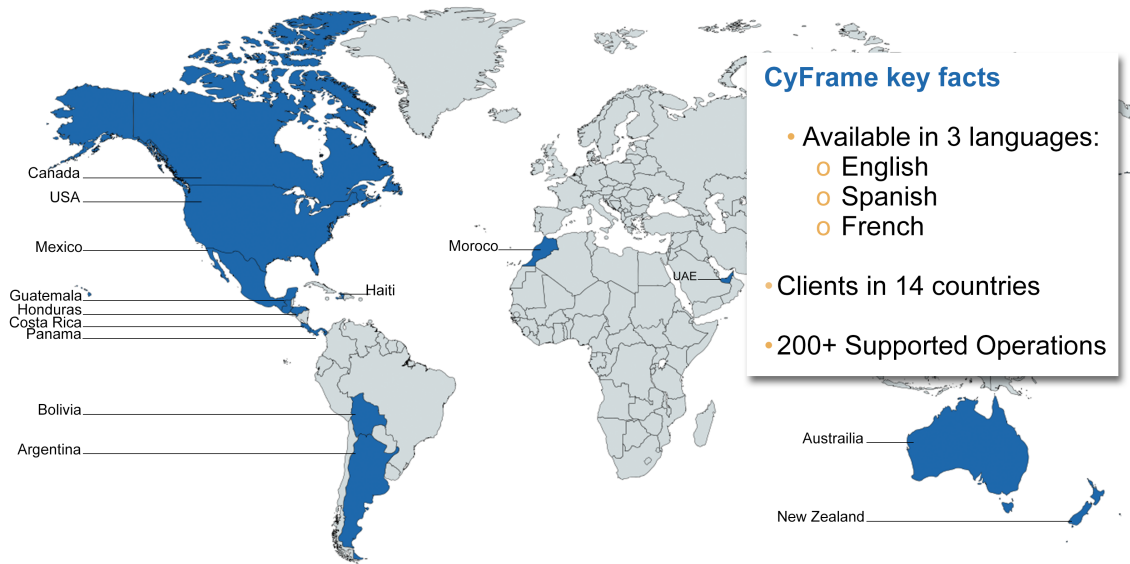 CyFrame key facts
• Available in 3 languages:
o English
o Spanish
o French
• Clients in 14 countries
• 200+ Supported Operations
Canada
USA
Mexico
Guatemala
Honduras
Costa Rica
Panama
Haiti
Bolivia
Argentina
Moroco
UAE
Austrailia
New Zealand